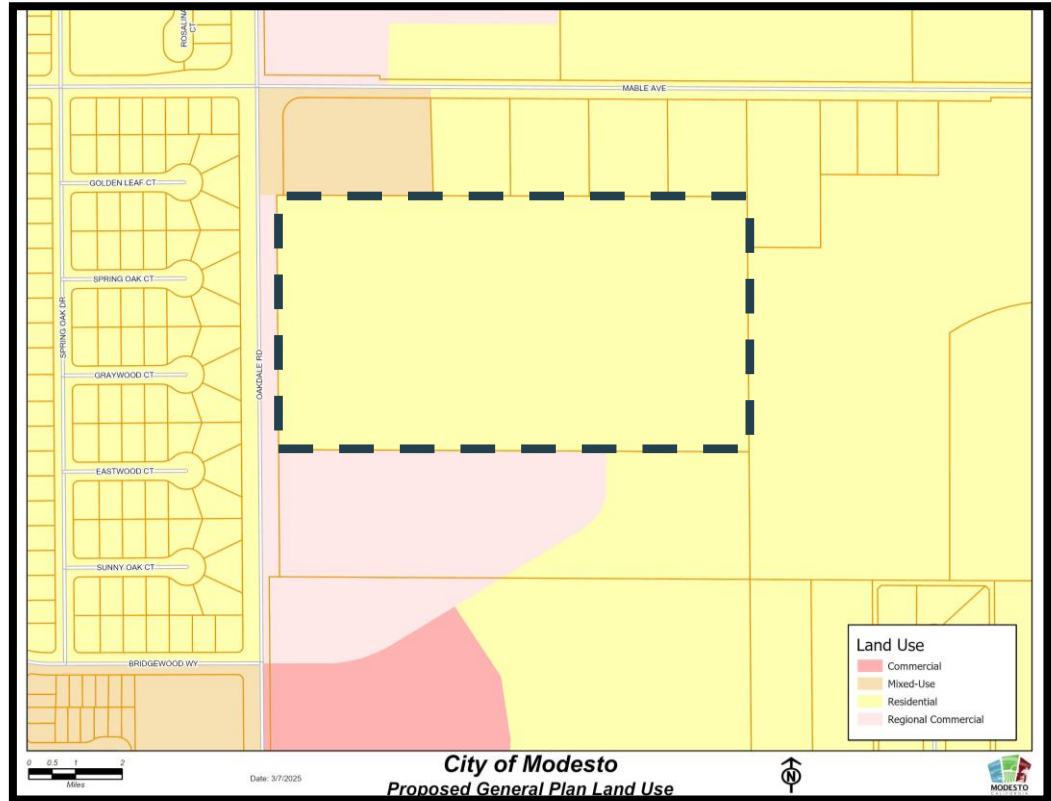 ROSALINA
CT
MABLE AVE
GOLDEN LEAF CT
SPRING OAK CT
SPRING OAK DR
OAKDALE RD
GRAYWOOD CT
EASTWOOD CT
SUNNY OAK CT
BRIDGEWOOD WY
Land Use
Commercial
Mixed-Use
Residential
Regional Commercial
0 0.5 1 2
Miles
Date: 3/7/2025
City of Modesto
Proposed General Plan Land Use
N
MODESTO
CALIFORNIA